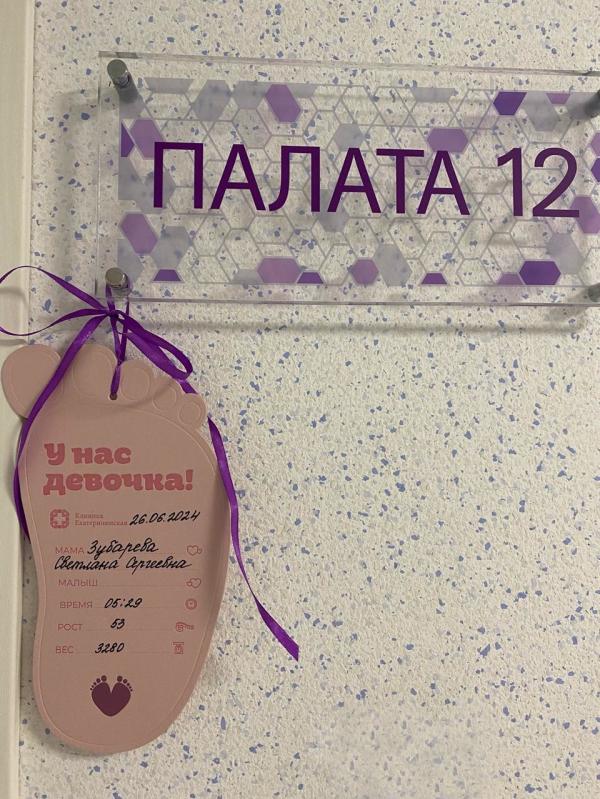 ПАЛАТА 12
У нас
девочка!
Клиника
Екатерининская 26.06.2024
МАМА Зубарева
Светлана Сергеевна
МАЛЫШ
ВРЕМЯ 05:29
РОСТ 53
ВЕС 3280